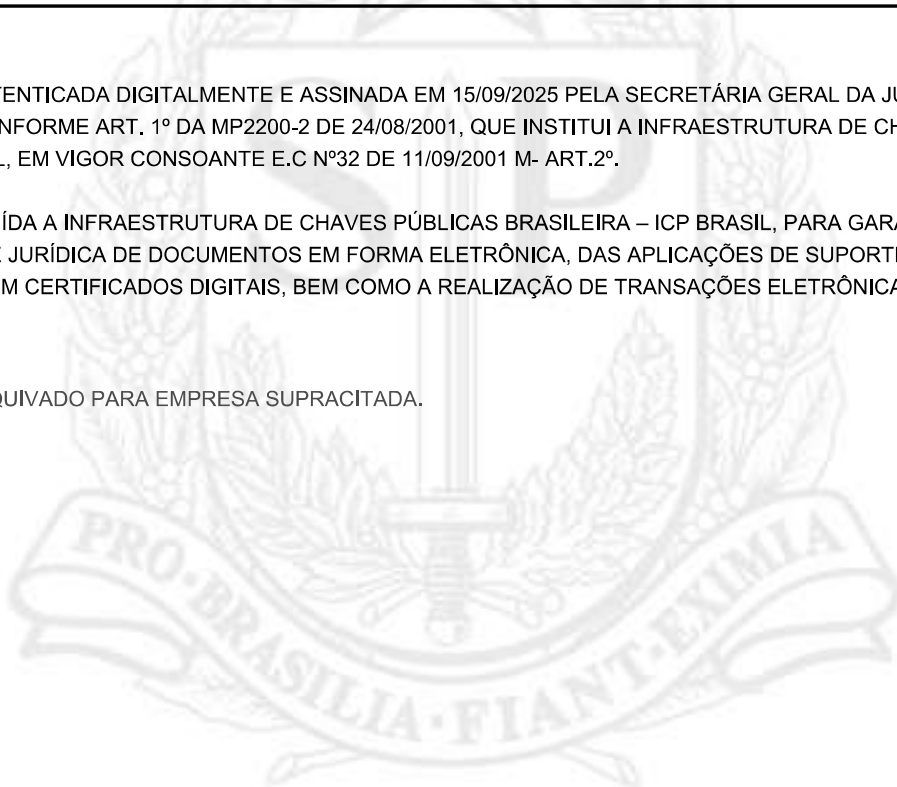 TENTICADA DIGITALMENTE E ASSINADA EM 15/09/2025 PELA SECRETÁRIA GERAL DA JU
NFORME ART. 1º DA MP2200-2 DE 24/08/2001, QUE INSTITUI A INFRAESTRUTURA DE CH
L, EM VIGOR CONSOANTE E.C Nº32 DE 11/09/2001 M- ART.2º.
ÍDA A INFRAESTRUTURA DE CHAVES PÚBLICAS BRASILEIRA – ICP BRASIL, PARA GARA
E JURÍDICA DE DOCUMENTOS EM FORMA ELETRÔNICA, DAS APLICAÇÕES DE SUPORTE
M CERTIFICADOS DIGITAIS, BEM COMO A REALIZAÇÃO DE TRANSAÇÕES ELETRÔNICA
QUIVADO PARA EMPRESA SUPRACITADA.
SP
PRO·BRASILIA·FIANT·EXIMIA